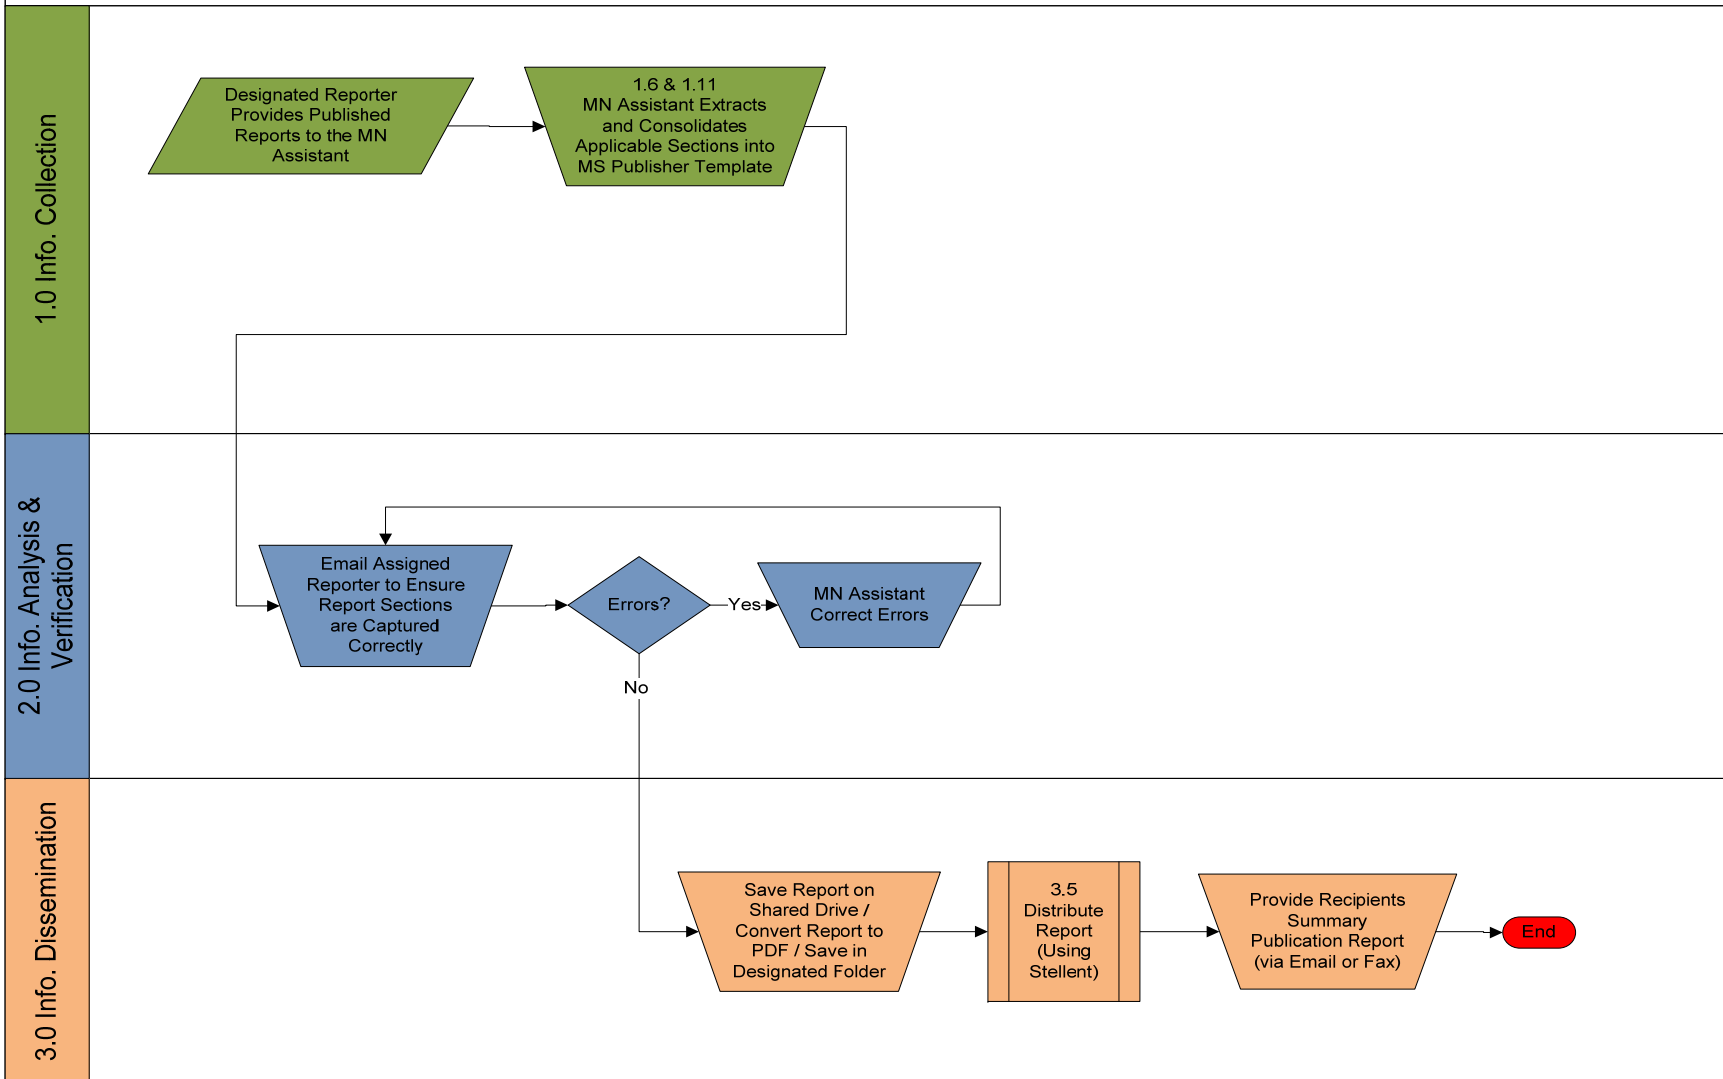 1.0 Info. Collection
Designated Reporter
Provides Published
Reports to the MN
Assistant
1.6 & 1.11
MN Assistant Extracts
and Consolidates
Applicable Sections into
MS Publisher Template
2.0 Info. Analysis &
Verification
Email Assigned
Reporter to Ensure
Report Sections
are Captured
Correctly
Errors?
Yes
MN Assistant
Correct Errors
No
3.0 Info. Dissemination
Save Report on
Shared Drive /
Convert Report to
PDF / Save in
Designated Folder
3.5
Distribute
Report
(Using
Stellent)
Provide Recipients
Summary
Publication Report
(via Email or Fax)
End